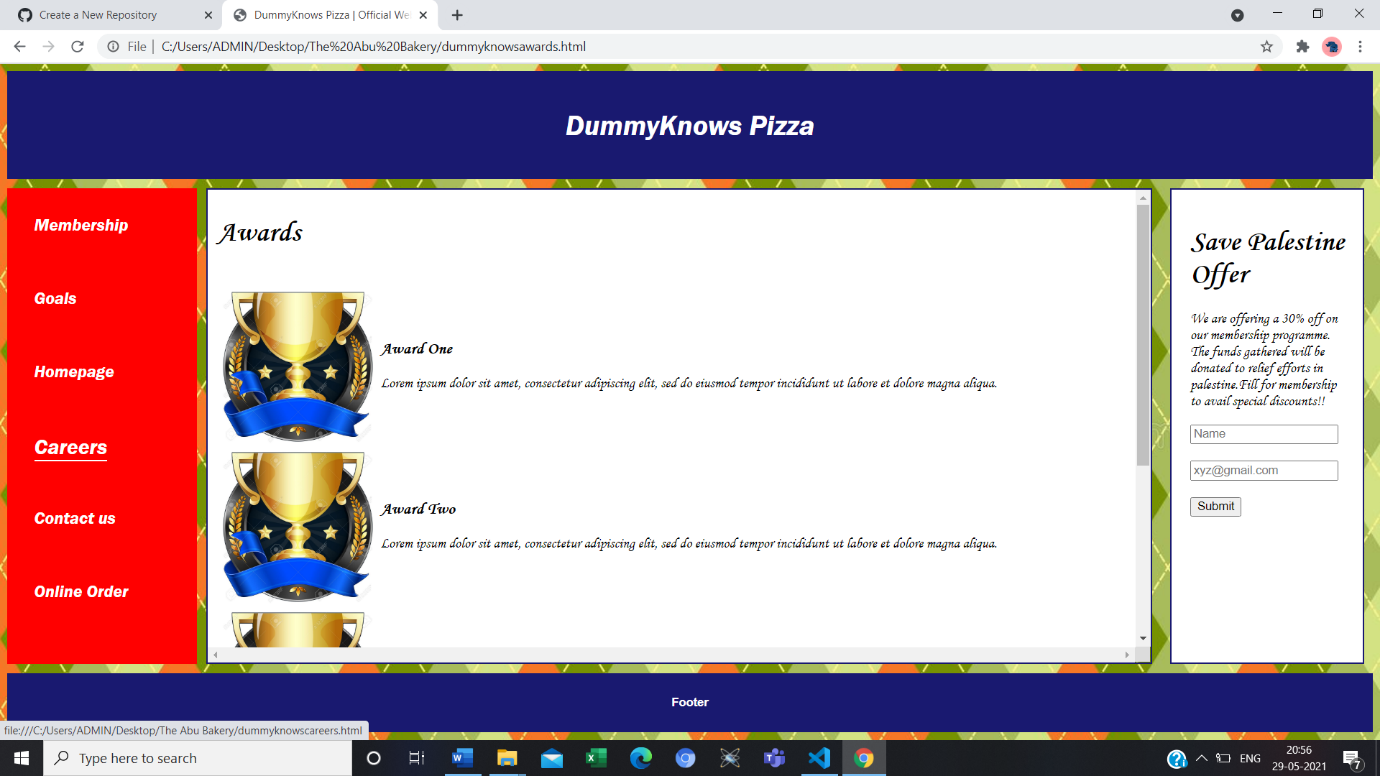 Create a New Repository
DummyKnows Pizza | Official We
File | C:/Users/ADMIN/Desktop/The%20Abu%20Bakery/dummyknowsawards.html
DummyKnows Pizza
Membership
Goals
Homepage
Careers
Contact us
Online Order
Awards
Award One
Lorem ipsum dolor sit amet, consectetur adipiscing elit, sed do eiusmod tempor incididunt ut labore et dolore magna aliqua.
Award Two
Lorem ipsum dolor sit amet, consectetur adipiscing elit, sed do eiusmod tempor incididunt ut labore et dolore magna aliqua.
Save Palestine
Offer
We are offering a 30% off on
our membership programme.
The funds gathered will be
donated to relief efforts in
palestine.Fill for membership
to avail special discounts!!
Name
xyz@gmail.com
Submit
Footer
file:///C:/Users/ADMIN/Desktop/The Abu Bakery/dummyknowscareers.html
Type here to search
ENG
20:56
29-05-2021
7